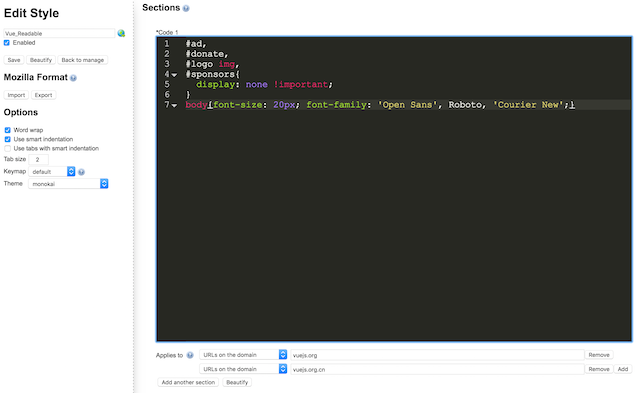 Edit Style
Vue_Readable
Enabled
Save Beautify Back to manage
Mozilla Format
Import Export
Options
Word wrap
Use smart indentation
Use tabs with smart indentation
Tab size 2
Keymap default
Theme monokai
Sections
*Code 1
1 #ad,
2 #donate,
3 #logo img,
4 #sponsors{
5 display: none !important;
6 }
7 body{font-size: 20px; font-family: 'Open Sans', Roboto, 'Courier New';}
Applies to URLs on the domain vuejs.org Remove
URLs on the domain vuejs.org.cn Remove Add
Add another section Beautify